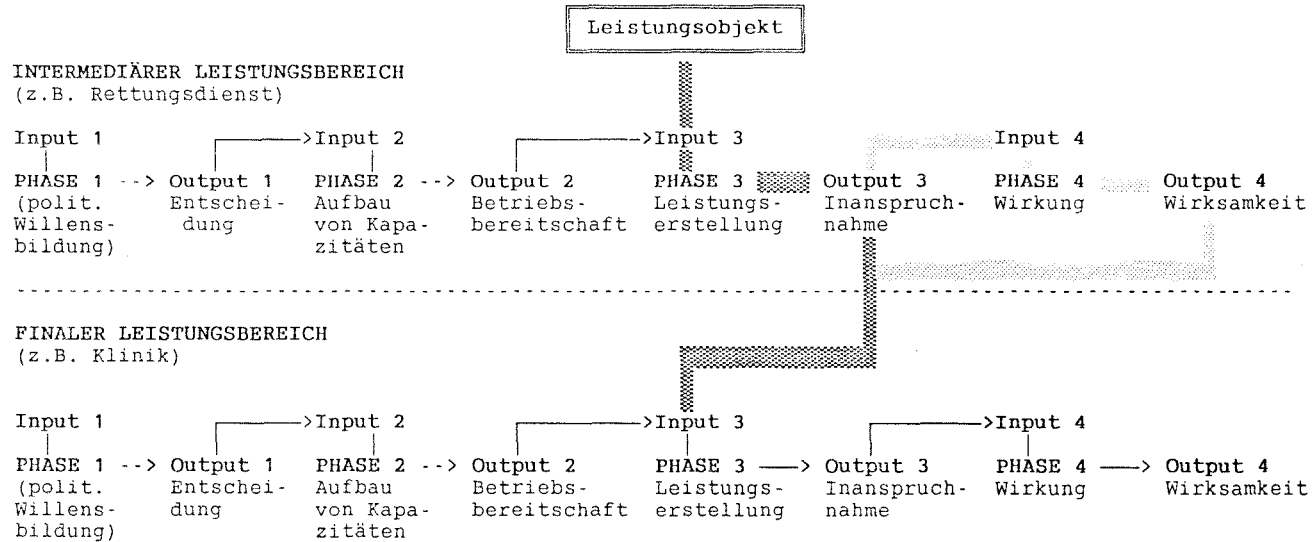 Leistungsobjekt
INTERMEDIÄRER LEISTUNGSBEREICH
(z.B. Rettungsdienst)
Input 1 >Input 2 >Input 3 Input 4
PHASE 1 --> Output 1 PHASE 2 --> Output 2 PHASE 3 Output 3 PHASE 4 Output 4
(polit. Entschei- Aufbau Betriebs- Leistungs- Inanspruch- Wirkung Wirksamkeit
Willens- dung von Kapa- bereitschaft erstellung nahme
bildung) zitäten
FINALER LEISTUNGSBEREICH
(z.B. Klinik)
Input 1 >Input 2 >Input 3 >Input 4
PHASE 1 --> Output 1 PHASE 2 --> Output 2 PHASE 3 —> Output 3 PHASE 4 —> Output 4
(polit. Entschei- Aufbau Betriebs- Leistungs- Inanspruch- Wirkung Wirksamkeit
Willens- dung von Kapa- bereitschaft erstellung nahme
bildung) zitäten